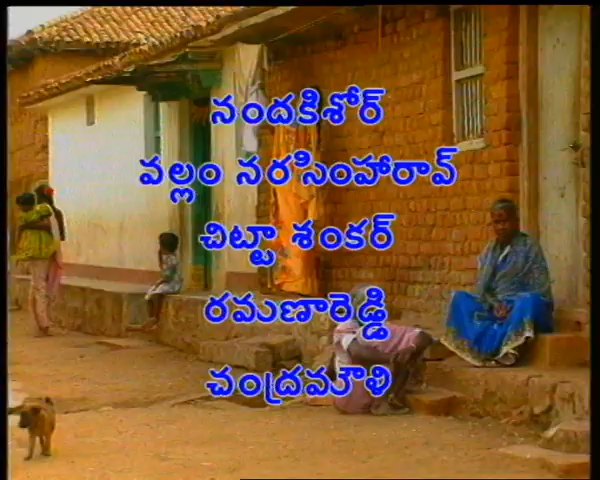 నందకిశోర్
వల్లం నరసింహారావ్
చిట్టా శంకర్
రమణారెడ్డి
చంద్రమౌళి